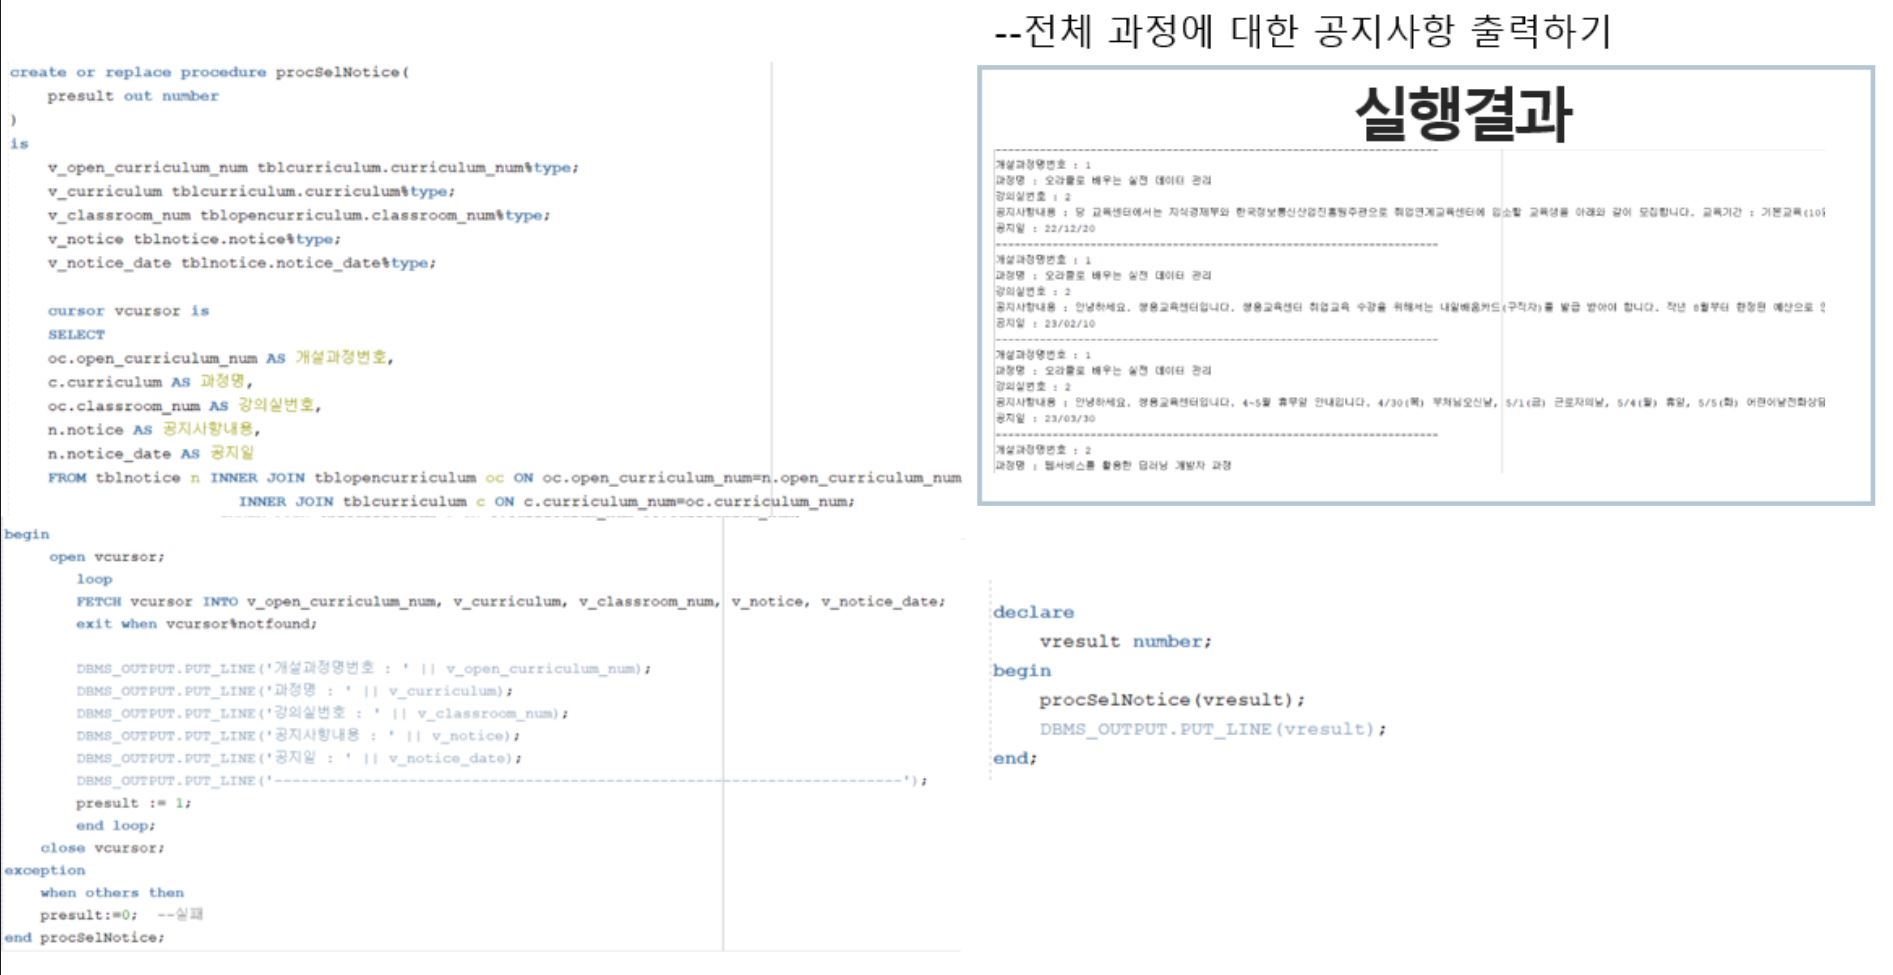 --전체 과정에 대한 공지사항 출력하기
create or replace procedure procSelNotice(
presult out number
)
is
v_open_curriculum_num tblcurriculum.curriculum_num%type;
v_curriculum tblcurriculum.curriculum%type;
v_classroom_num tblopencurriculum.classroom_num%type;
v_notice tblnotice.notice%type;
v_notice_date tblnotice.notice_date%type;
cursor vcursor is
SELECT
oc.open_curriculum_num AS 개설과정번호,
c.curriculum AS 과정명,
oc.classroom_num AS 강의실번호,
n.notice AS 공지사항내용,
n.notice_date AS 공지일
FROM tblnotice n INNER JOIN tblopencurriculum oc ON oc.open_curriculum_num=n.open_curriculum_num
INNER JOIN tblcurriculum c ON c.curriculum_num=oc.curriculum_num;
begin
open vcursor;
loop
FETCH vcursor INTO v_open_curriculum_num, v_curriculum, v_classroom_num, v_notice, v_notice_date;
exit when vcursor%notfound;
DBMS_OUTPUT.PUT_LINE('개설과정명번호 : ' || v_open_curriculum_num);
DBMS_OUTPUT.PUT_LINE('과정명 : ' || v_curriculum);
DBMS_OUTPUT.PUT_LINE('강의실번호 : ' || v_classroom_num);
DBMS_OUTPUT.PUT_LINE('공지사항내용 : ' || v_notice);
DBMS_OUTPUT.PUT_LINE('공지일 : ' || v_notice_date);
DBMS_OUTPUT.PUT_LINE('----------------------------------------------------------------------');
presult := 1;
end loop;
close vcursor;
exception
when others then
presult:=0; --실패
end procSelNotice;
실행결과
개설과정명번호 : 1
과정명 : 오라클로 배우는 실전 데이터 관리
강의실번호 : 2
공지사항내용 : 당 교육센터에서는 지식경제부와 한국정보통신산업진흥원주관으로 취업연계교육센터에 입소할 교육생을 아래와 같이 모집합니다. 교육기간 : 기본교육(10
공지일 : 22/12/20
----------------------------------------------------------------------
개설과정명번호 : 1
과정명 : 오라클로 배우는 실전 데이터 관리
강의실번호 : 2
공지사항내용 : 안녕하세요. 쌍용교육센터입니다. 쌍용교육센터 취업교육 수강을 위해서는 내일배움카드(구직자)를 발급 받아야 합니다. 작년 8월부터 한정된 예산으로
공지일 : 23/02/10
----------------------------------------------------------------------
개설과정명번호 : 1
과정명 : 오라클로 배우는 실전 데이터 관리
강의실번호 : 2
공지사항내용 : 안녕하세요. 쌍용교육센터입니다. 4~5월 휴무일 안내입니다. 4/30(목) 부처님오신날, 5/1(금) 근로자의날, 5/4(월) 휴일, 5/5(화) 어린이날전화상담
공지일 : 23/03/30
----------------------------------------------------------------------
개설과정명번호 : 2
과정명 : 웹서비스를 활용한 딥러닝 개발자 과정
declare
vresult number;
begin
procSelNotice(vresult);
DBMS_OUTPUT.PUT_LINE(vresult);
end;